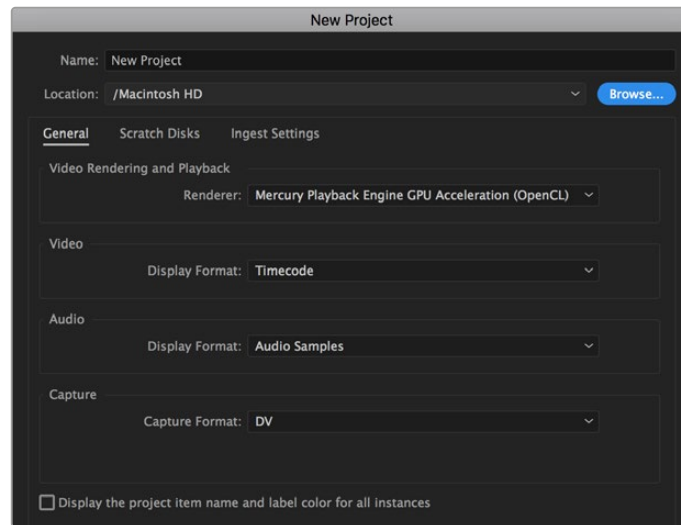 New Project
Name: New Project
Location: /Macintosh HD Browse...
General Scratch Disks Ingest Settings
Video Rendering and Playback
Renderer: Mercury Playback Engine GPU Acceleration (OpenCL)
Video
Display Format: Timecode
Audio
Display Format: Audio Samples
Capture
Capture Format: DV
Display the project item name and label color for all instances